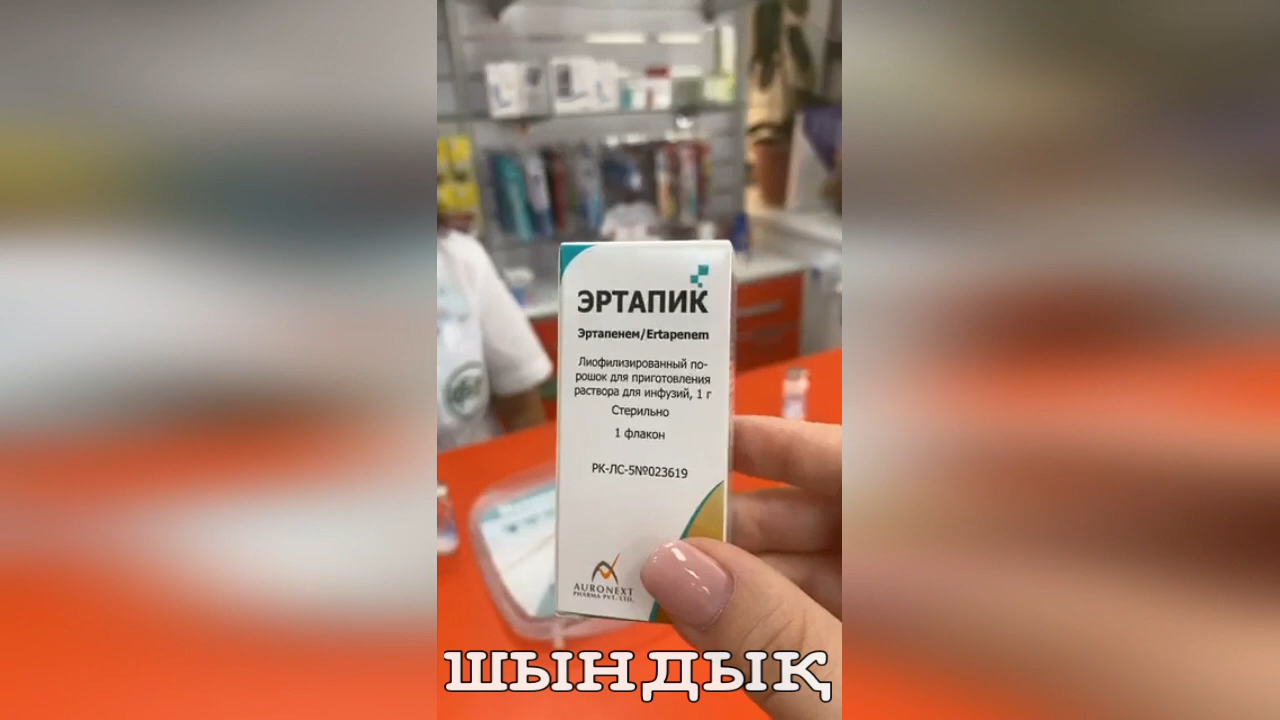 ЭРТАПИК
Эртапенем/Ertapenem
Лиофилизированный по-
рошок для приготовления
раствора для инфузий, 1 г
Стерильно
1 флакон
РК-ЛС-5№023619
AURONEXT
PHARMA PVT. LTD.
шындық